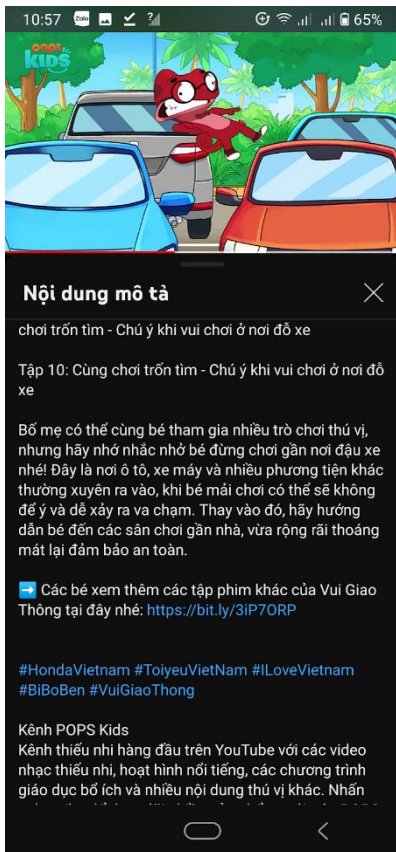 10:57 Zalo 65%
POPS
KIDS
Nội dung mô tả
chơi trốn tìm - Chú ý khi vui chơi ở nơi đỗ xe
Tập 10: Cùng chơi trốn tìm - Chú ý khi vui chơi ở nơi đỗ
xe
Bố mẹ có thể cùng bé tham gia nhiều trò chơi thú vị,
nhưng hãy nhớ nhắc nhở bé đừng chơi gần nơi đậu xe
nhé! Đây là nơi ô tô, xe máy và nhiều phương tiện khác
thường xuyên ra vào, khi bé mải chơi có thể sẽ không
để ý và dễ xảy ra va chạm. Thay vào đó, hãy hướng
dẫn bé đến các sân chơi gần nhà, vừa rộng rãi thoáng
mát lại đảm bảo an toàn.
➡️ Các bé xem thêm các tập phim khác của Vui Giao
Thông tại đây nhé: https://bit.ly/3iP7ORP
#HondaVietnam #ToiyeuVietNam #ILoveVietnam
#BiBoBen #VuiGiaoThong
Kênh POPS Kids
Kênh thiếu nhi hàng đầu trên YouTube với các video
nhạc thiếu nhi, hoạt hình nổi tiếng, các chương trình
giáo dục bổ ích và nhiều nội dung thú vị khác. Nhấn